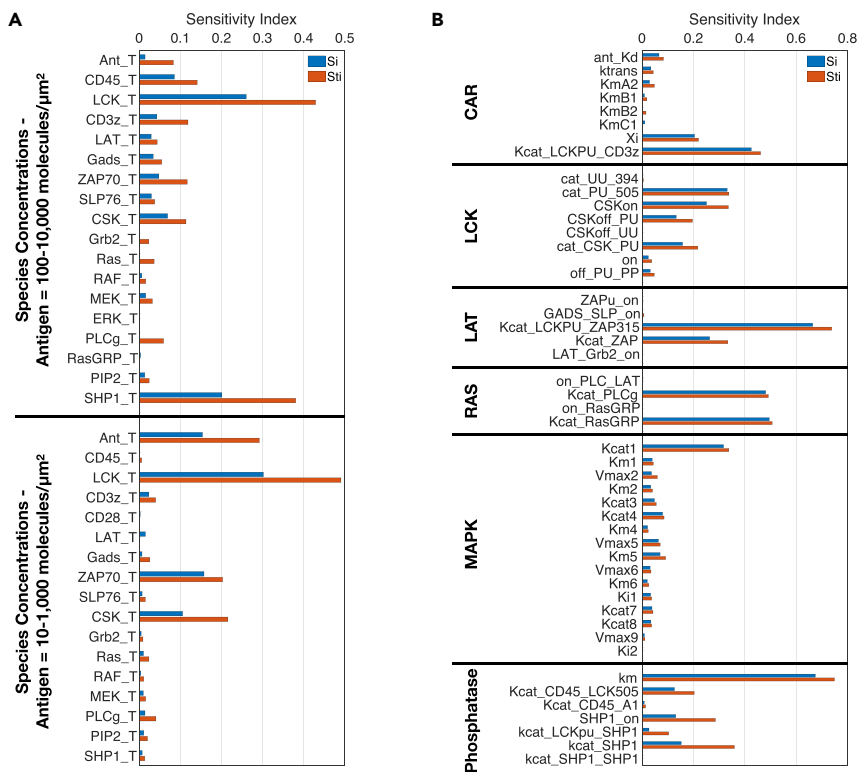 A
Sensitivity Index
0 0.1 0.2 0.3 0.4 0.5
Si
Sti
Species Concentrations -
Antigen = 100-10,000 molecules/µm²
Ant_T
CD45_T
LCK_T
CD3z_T
LAT_T
Gads_T
ZAP70_T
SLP76_T
CSK_T
Grb2_T
Ras_T
RAF_T
MEK_T
ERK_T
PLCg_T
RasGRP_T
PIP2_T
SHP1_T
Species Concentrations -
Antigen = 10-1,000 molecules/µm²
Ant_T
CD45_T
LCK_T
CD3z_T
CD28_T
LAT_T
Gads_T
ZAP70_T
SLP76_T
CSK_T
Grb2_T
Ras_T
RAF_T
MEK_T
PLCg_T
PIP2_T
SHP1_T
B
Sensitivity Index
0 0.2 0.4 0.6 0.8
Si
Sti
CAR
ant_Kd
ktrans
KmA2
KmB1
KmB2
KmC1
Xi
Kcat_LCKPU_CD3z
LCK
cat_UU_394
cat_PU_505
CSKon
CSKoff_PU
CSKoff_UU
cat_CSK_PU
on
off_PU_PP
LAT
ZAPu_on
GADS_SLP_on
Kcat_LCKPU_ZAP315
Kcat_ZAP
LAT_Grb2_on
RAS
on_PLC_LAT
Kcat_PLCg
on_RasGRP
Kcat_RasGRP
MAPK
Kcat1
Km1
Vmax2
Km2
Kcat3
Kcat4
Km4
Vmax5
Km5
Vmax6
Km6
Ki1
Kcat7
Kcat8
Vmax9
Ki2
Phosphatase
km
Kcat_CD45_LCK505
Kcat_CD45_A1
SHP1_on
kcat_LCKpu_SHP1
kcat_SHP1
kcat_SHP1_SHP1